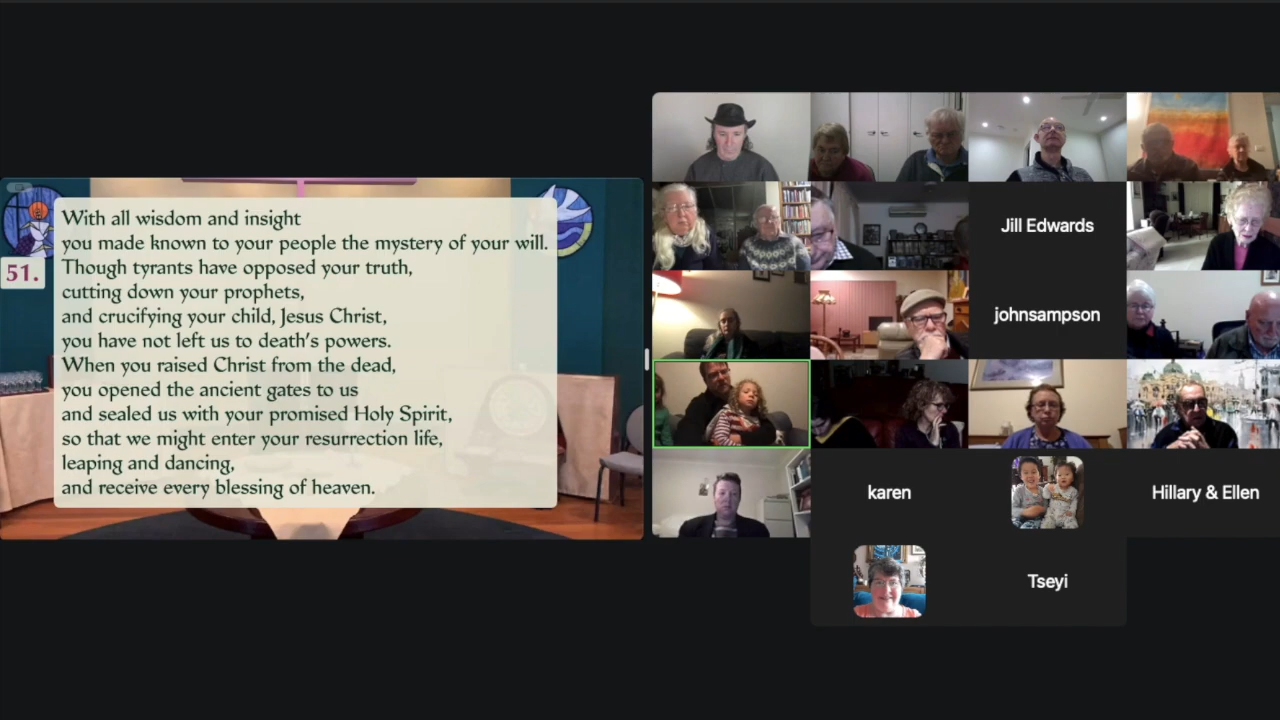 51.
With all wisdom and insight
you made known to your people the mystery of your will.
Though tyrants have opposed your truth,
cutting down your prophets,
and crucifying your child, Jesus Christ,
you have not left us to death's powers.
When you raised Christ from the dead,
you opened the ancient gates to us
and sealed us with your promised Holy Spirit,
so that we might enter your resurrection life,
leaping and dancing,
and receive every blessing of heaven.
Jill Edwards
johnsampson
karen
Hillary & Ellen
Tseyi